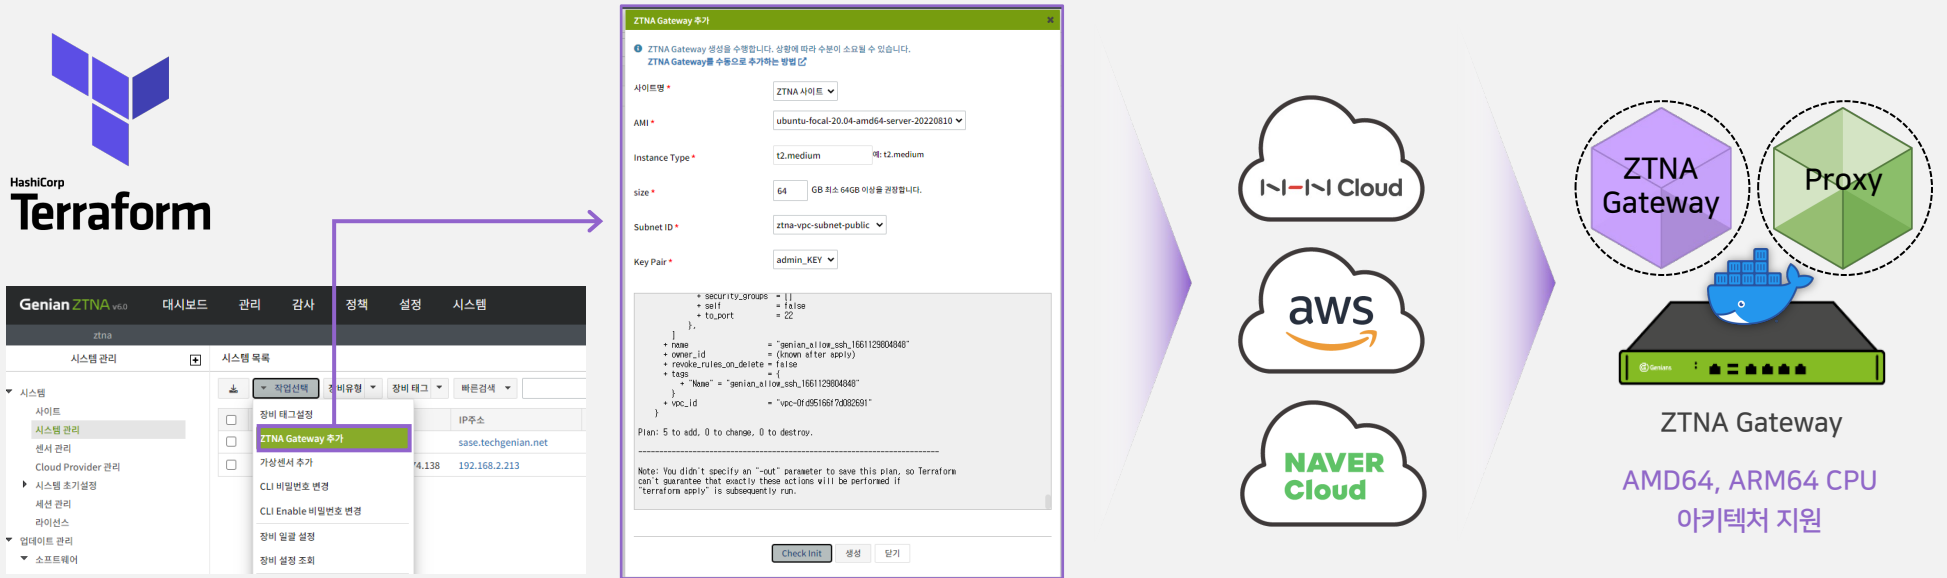 HashiCorp
Terraform
Genian ZTNA v6.0
대시보드
관리
감사
정책
설정
시스템
ztna
시스템 관리
시스템 목록
작업선택
장비유형
장비 태그
빠른검색
시스템
사이트
시스템 관리
센서 관리
Cloud Provider 관리
시스템 초기설정
세션 관리
라이선스
업데이트 관리
소프트웨어
장비 태그설정
ZTNA Gateway 추가
가상센서 추가
CLI 비밀번호 변경
CLI Enable 비밀번호 변경
장비 일괄 설정
장비 설정 조회
IP주소
sase.techgenian.net
74.138
192.168.2.213
ZTNA Gateway 추가
ZTNA Gateway 생성을 수행합니다. 상황에 따라 수분이 소요될 수 있습니다.
ZTNA Gateway를 수동으로 추가하는 방법
사이트명 *
ZTNA 사이트
AMI *
ubuntu-focal-20.04-amd64-server-20220810
Instance Type *
t2.medium
예: t2.medium
size *
64
GB 최소 64GB 이상을 권장합니다.
Subnet ID *
ztna-vpc-subnet-public
Key Pair *
admin_KEY
+ security_groups = []
+ self = false
+ to_port = 22
},
]
+ name = "genian_allow_ssh_1661129804848"
+ owner_id = (known after apply)
+ revoke_rules_on_delete = false
+ tags = {
+ "Name" = "genian_allow_ssh_1661129804848"
}
+ vpc_id = "vpc-0fd95166f7d082691"
}
Plan: 5 to add, 0 to change, 0 to destroy.
------------------------------------------------------------------------
Note: You didn't specify an "-out" parameter to save this plan, so Terraform
can't guarantee that exactly these actions will be performed if
"terraform apply" is subsequently run.
Check Init
생성
닫기
NHN Cloud
aws
NAVER
Cloud
ZTNA
Gateway
Proxy
Genians
ZTNA Gateway
AMD64, ARM64 CPU
아키텍처 지원